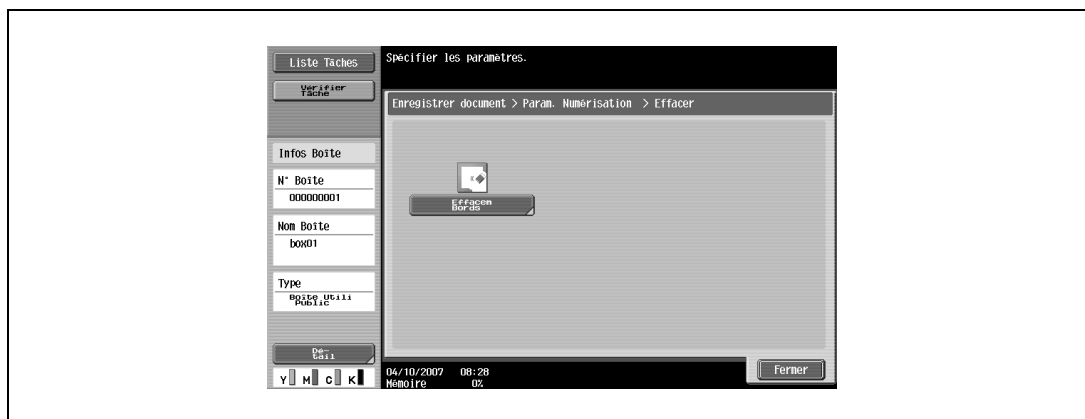 Liste Tâches
Vérifier
Tâche
Infos Boîte
N° Boîte
000000001
Nom Boîte
box01
Type
Boîte Utili
Public
Dé-
tail
Y M C K
Spécifier les paramètres.
Enregistrer document > Param. Numérisation > Effacer
Effacem
Bords
04/10/2007 08:28
Mémoire 0%
Fermer